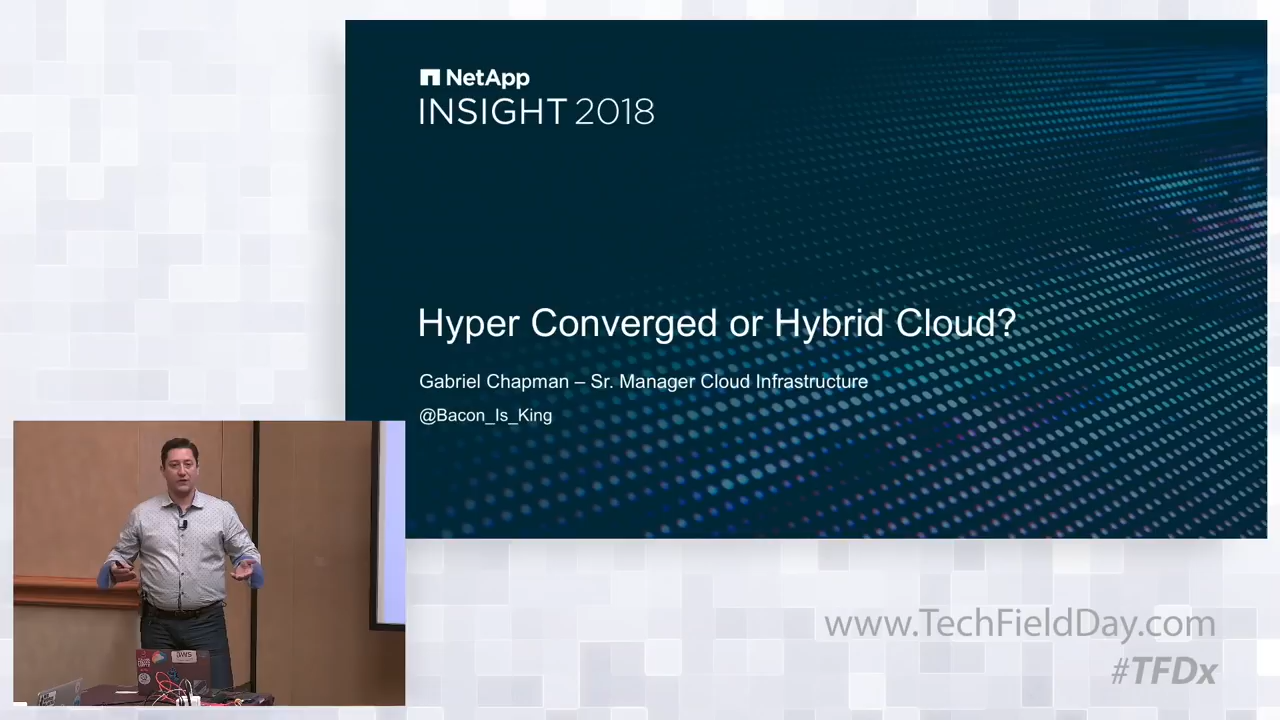 NetApp
INSIGHT 2018
Hyper Converged or Hybrid Cloud?
Gabriel Chapman – Sr. Manager Cloud Infrastructure
@Bacon_Is_King
aws
www.TechFieldDay.com
#TFDx